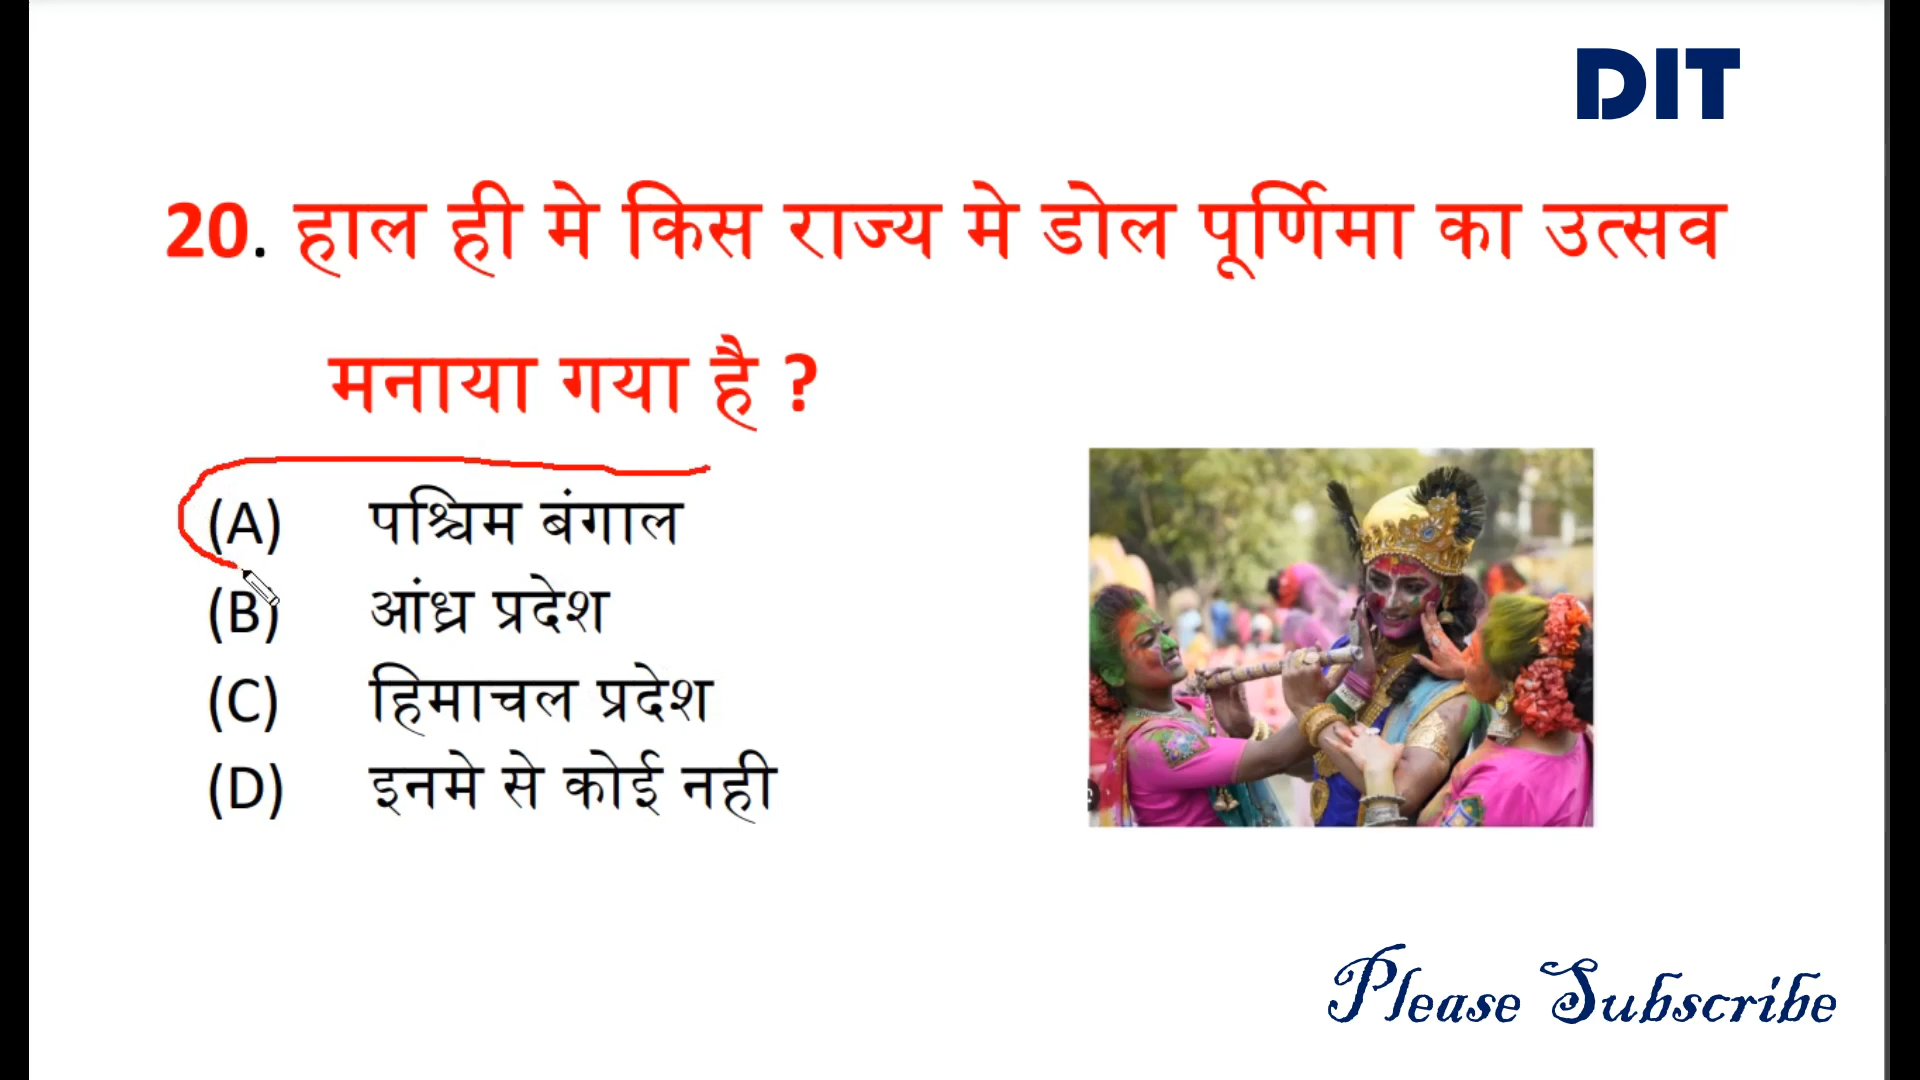 DIT
20. हाल ही मे किस राज्य मे डोल पूर्णिमा का उत्सव
मनाया गया है ?
(A) पश्चिम बंगाल
(B) आंध्र प्रदेश
(C) हिमाचल प्रदेश
(D) इनमे से कोई नही
Please Subscribe